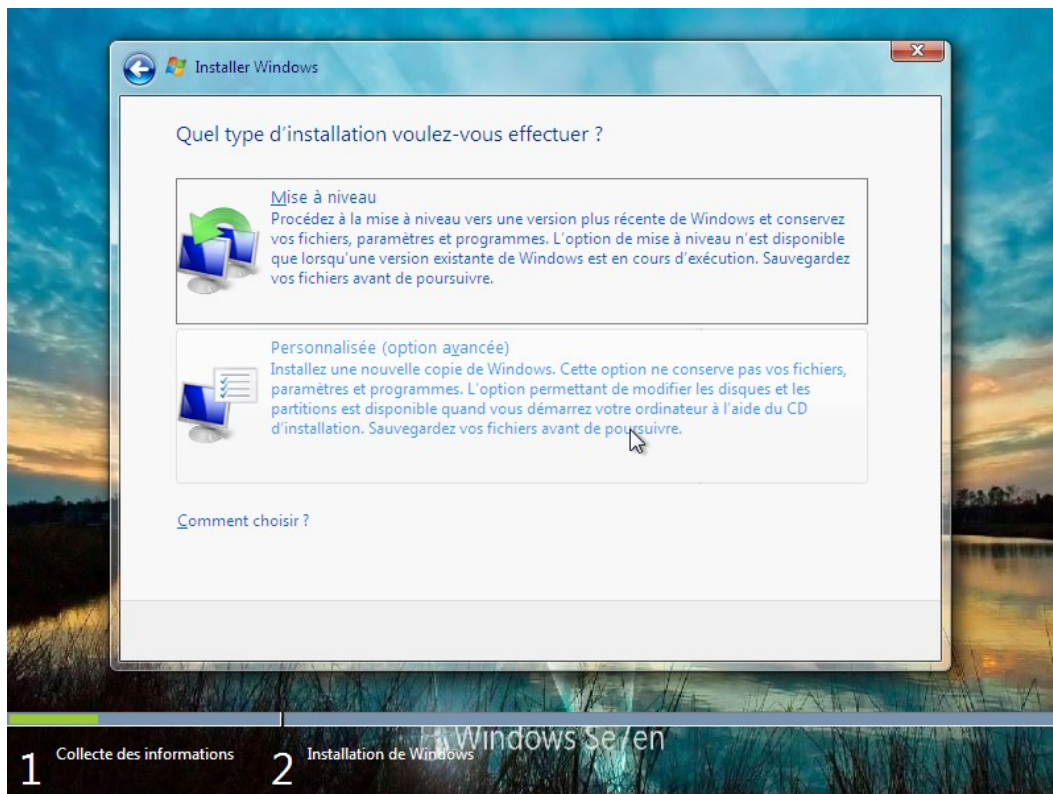 Installer Windows
Quel type d'installation voulez-vous effectuer ?
Mise à niveau
Procédez à la mise à niveau vers une version plus récente de Windows et conservez
vos fichiers, paramètres et programmes. L'option de mise à niveau n'est disponible
que lorsqu'une version existante de Windows est en cours d'exécution. Sauvegardez
vos fichiers avant de poursuivre.
Personnalisée (option avancée)
Installez une nouvelle copie de Windows. Cette option ne conserve pas vos fichiers,
paramètres et programmes. L'option permettant de modifier les disques et les
partitions est disponible quand vous démarrez votre ordinateur à l'aide du CD
d'installation. Sauvegardez vos fichiers avant de poursuivre.
Comment choisir ?
Windows Se7en
1 Collecte des informations 2 Installation de Windows